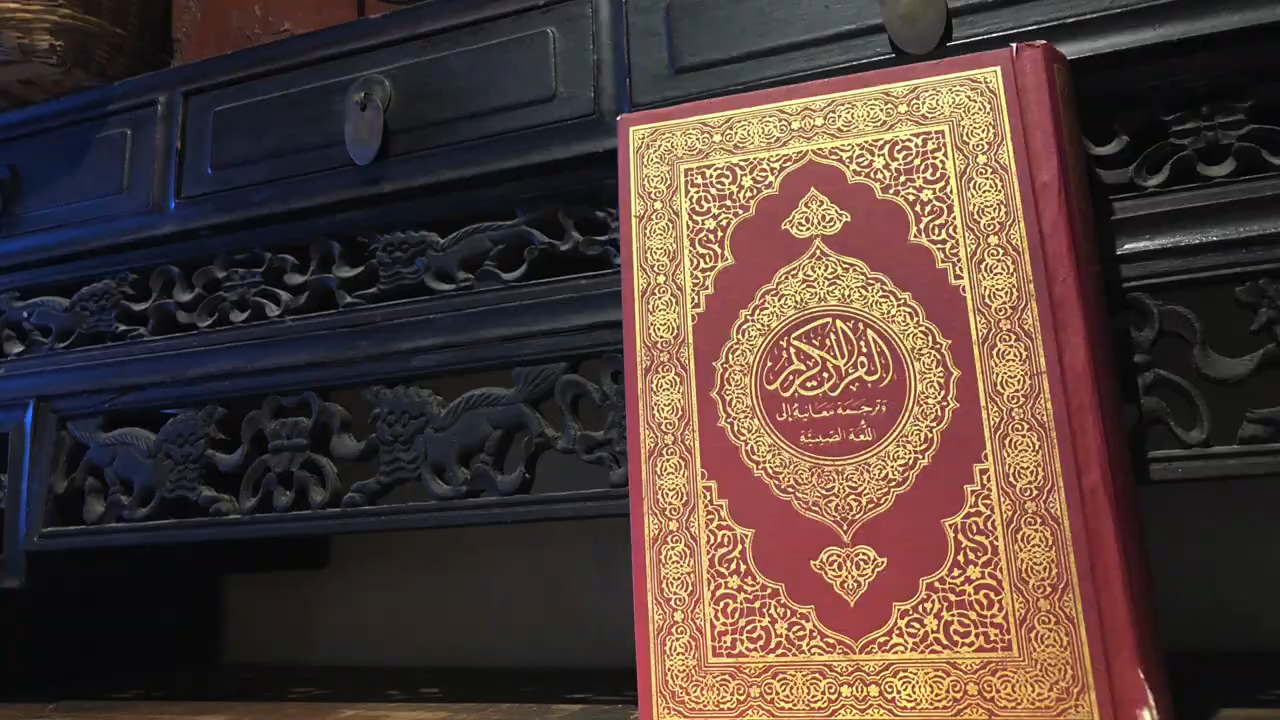 القرآن الكريم
وترجمة معانيه إلى
اللغة الصينية